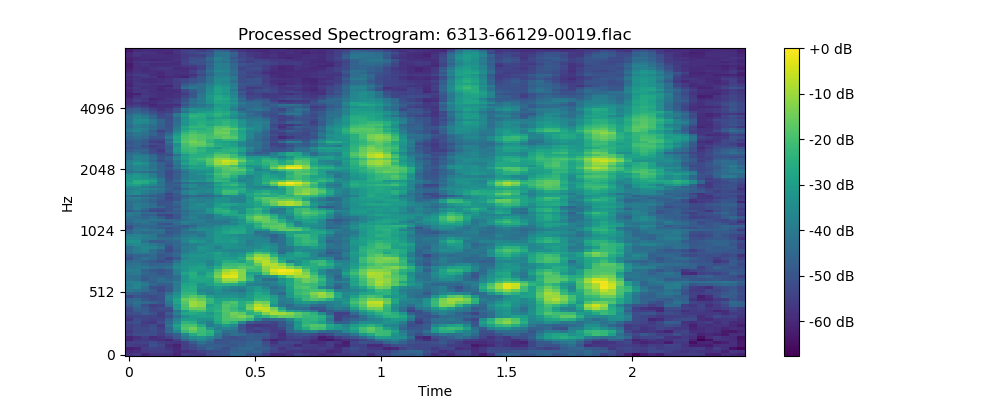 Processed Spectrogram: 6313-66129-0019.flac
Hz
4096
2048
1024
512
0
0
0.5
1
1.5
2
Time
+0 dB
-10 dB
-20 dB
-30 dB
-40 dB
-50 dB
-60 dB